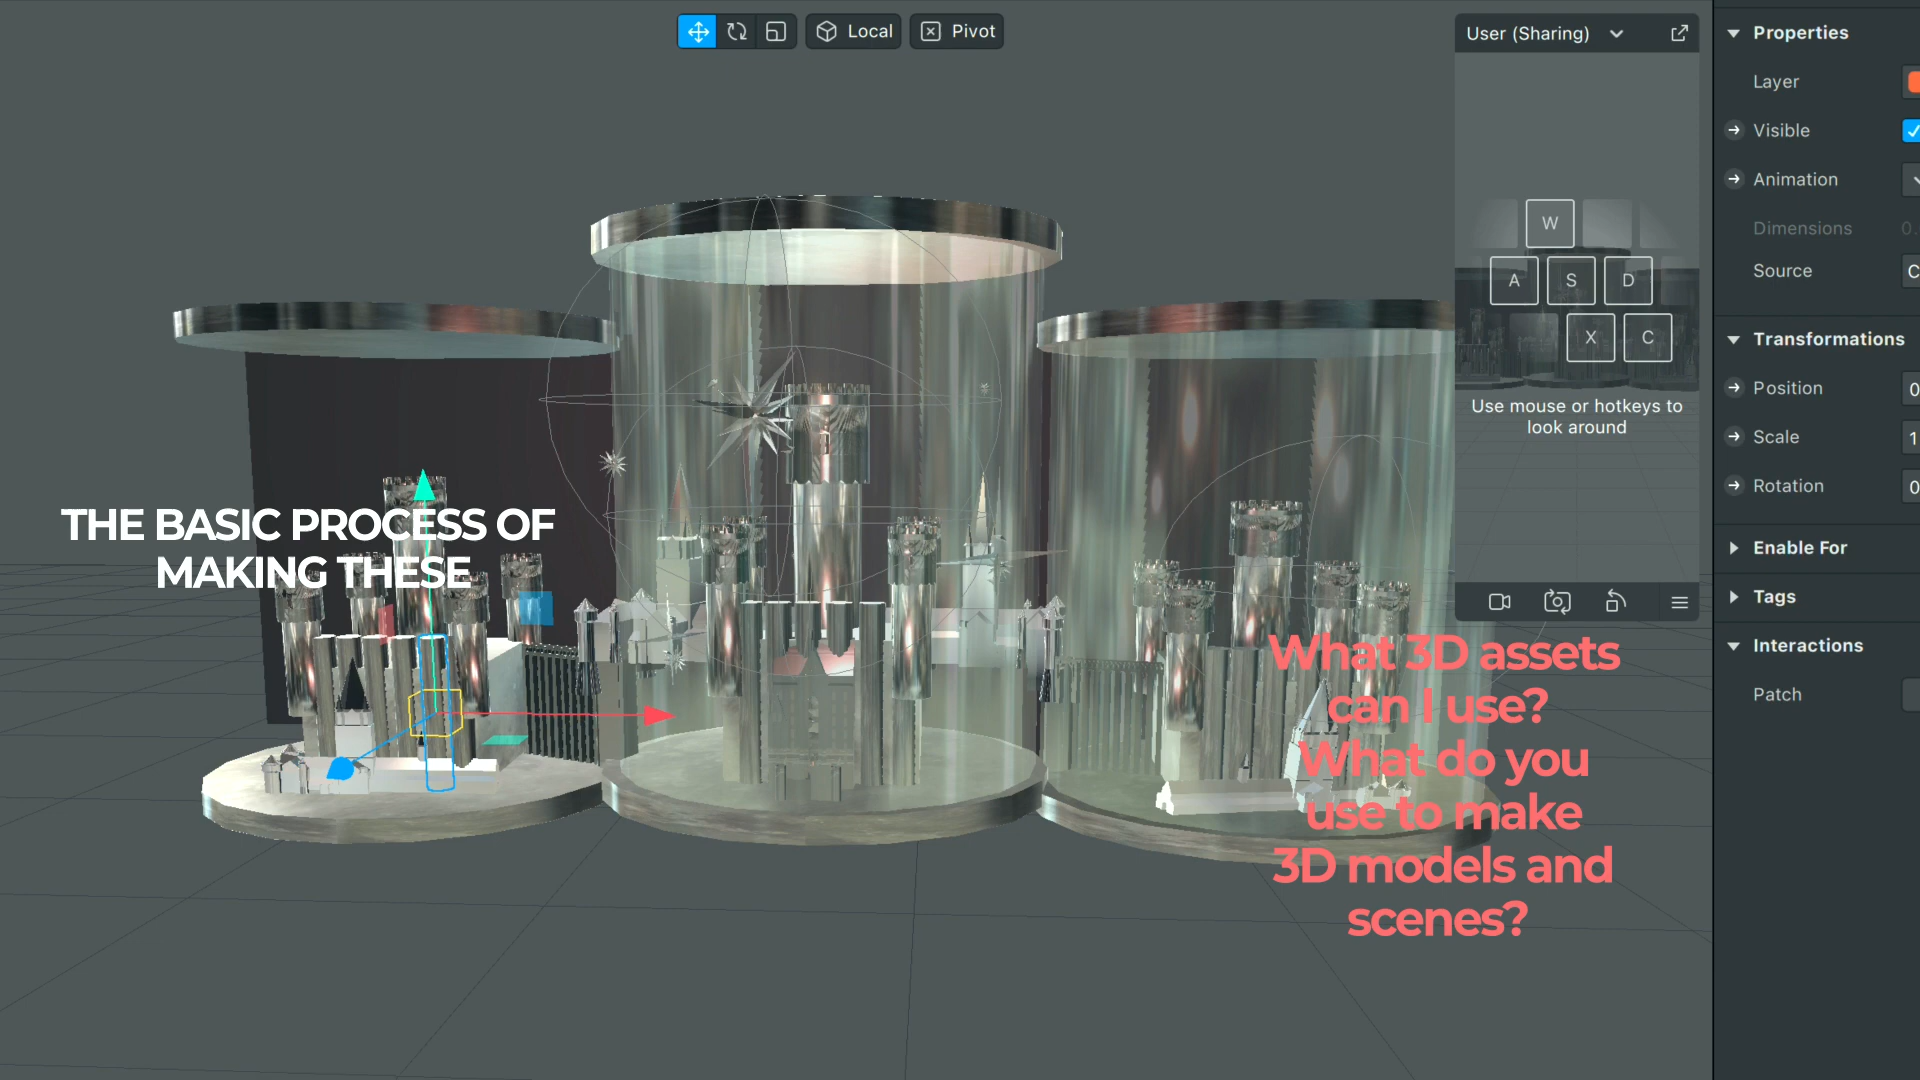 Local
Pivot
User (Sharing)
Properties
Layer
Visible
Animation
Dimensions
Source
W
A
S
D
X
C
Use mouse or hotkeys to
look around
Transformations
Position
Scale
Rotation
Enable For
Tags
Interactions
Patch
THE BASIC PROCESS OF
MAKING THESE
What 3D assets
can I use?
What do you
use to make
3D models and
scenes?